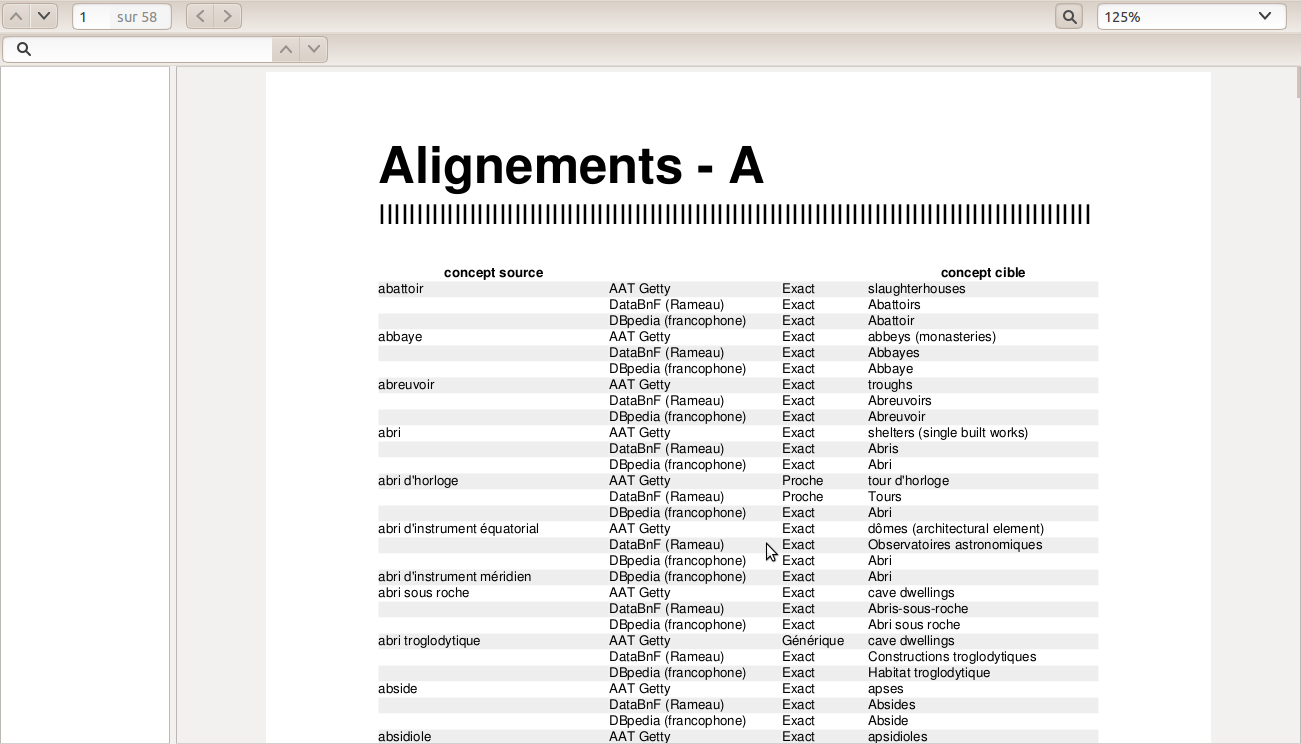 1 sur 58 125%
Alignements - A
concept source concept cible
abattoir AAT Getty Exact slaughterhouses
DataBnF (Rameau) Exact Abattoirs
DBpedia (francophone) Exact Abattoir
abbaye AAT Getty Exact abbeys (monasteries)
DataBnF (Rameau) Exact Abbayes
DBpedia (francophone) Exact Abbaye
abreuvoir AAT Getty Exact troughs
DataBnF (Rameau) Exact Abreuvoirs
DBpedia (francophone) Exact Abreuvoir
abri AAT Getty Exact shelters (single built works)
DataBnF (Rameau) Exact Abris
DBpedia (francophone) Exact Abri
abri d'horloge AAT Getty Proche tour d'horloge
DataBnF (Rameau) Proche Tours
DBpedia (francophone) Exact Abri
abri d'instrument équatorial AAT Getty Exact dômes (architectural element)
DataBnF (Rameau) Exact Observatoires astronomiques
DBpedia (francophone) Exact Abri
abri d'instrument méridien DBpedia (francophone) Exact Abri
abri sous roche AAT Getty Exact cave dwellings
DataBnF (Rameau) Exact Abris-sous-roche
DBpedia (francophone) Exact Abri sous roche
abri troglodytique AAT Getty Générique cave dwellings
DataBnF (Rameau) Exact Constructions troglodytiques
DBpedia (francophone) Exact Habitat troglodytique
abside AAT Getty Exact apses
DataBnF (Rameau) Exact Absides
DBpedia (francophone) Exact Abside
absidiole AAT Getty Exact apsidioles